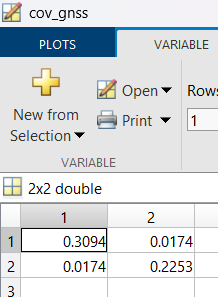 cov_gnss
PLOTS VARIABLE
New from Selection Open Rows
Print 1
VARIABLE
2x2 double
1 2
1 0.3094 0.0174
2 0.0174 0.2253